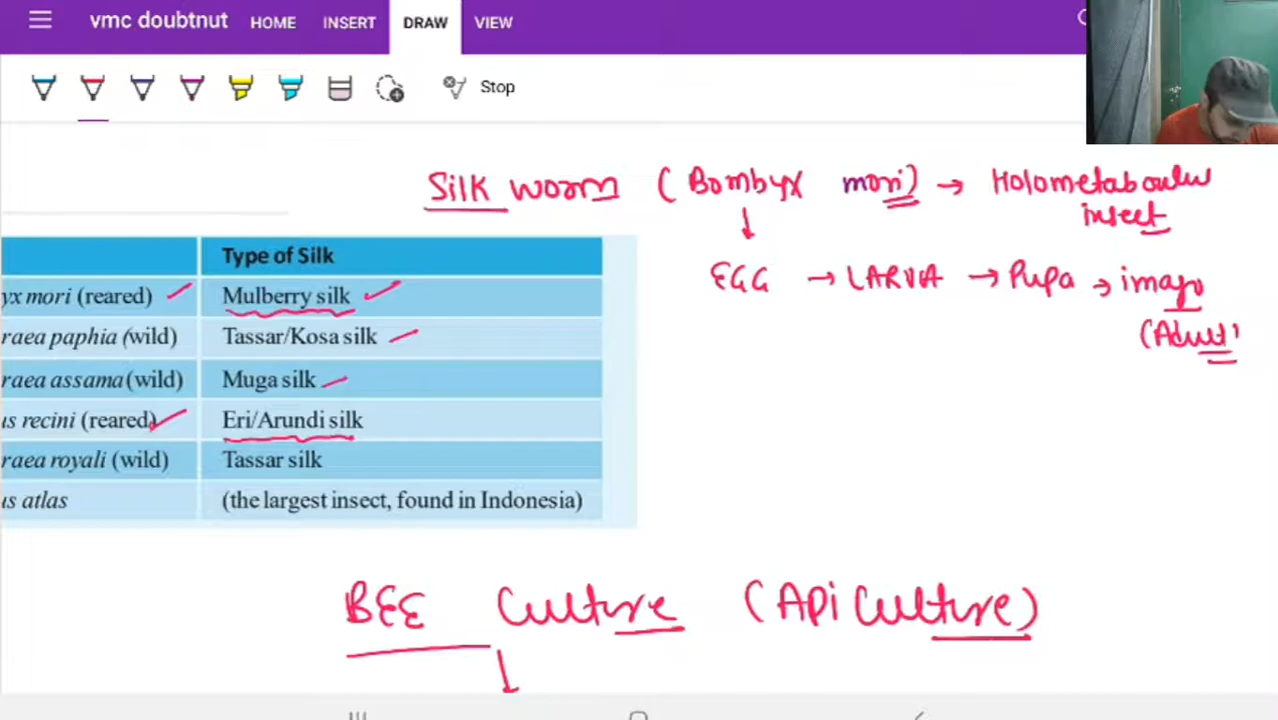 vmc doubtnut HOME INSERT DRAW VIEW
Stop
Silk worm (Bombyx mori) → Holometaboulus
insect
EGG → LARVA → Pupa → imago
(Adult)
Type of Silk
yx mori (reared) Mulberry silk
raea paphia (wild) Tassar/Kosa silk
raea assama (wild) Muga silk
us recini (reared) Eri/Arundi silk
raea royali (wild) Tassar silk
us atlas (the largest insect, found in Indonesia)
BEE Culture (Api Culture)